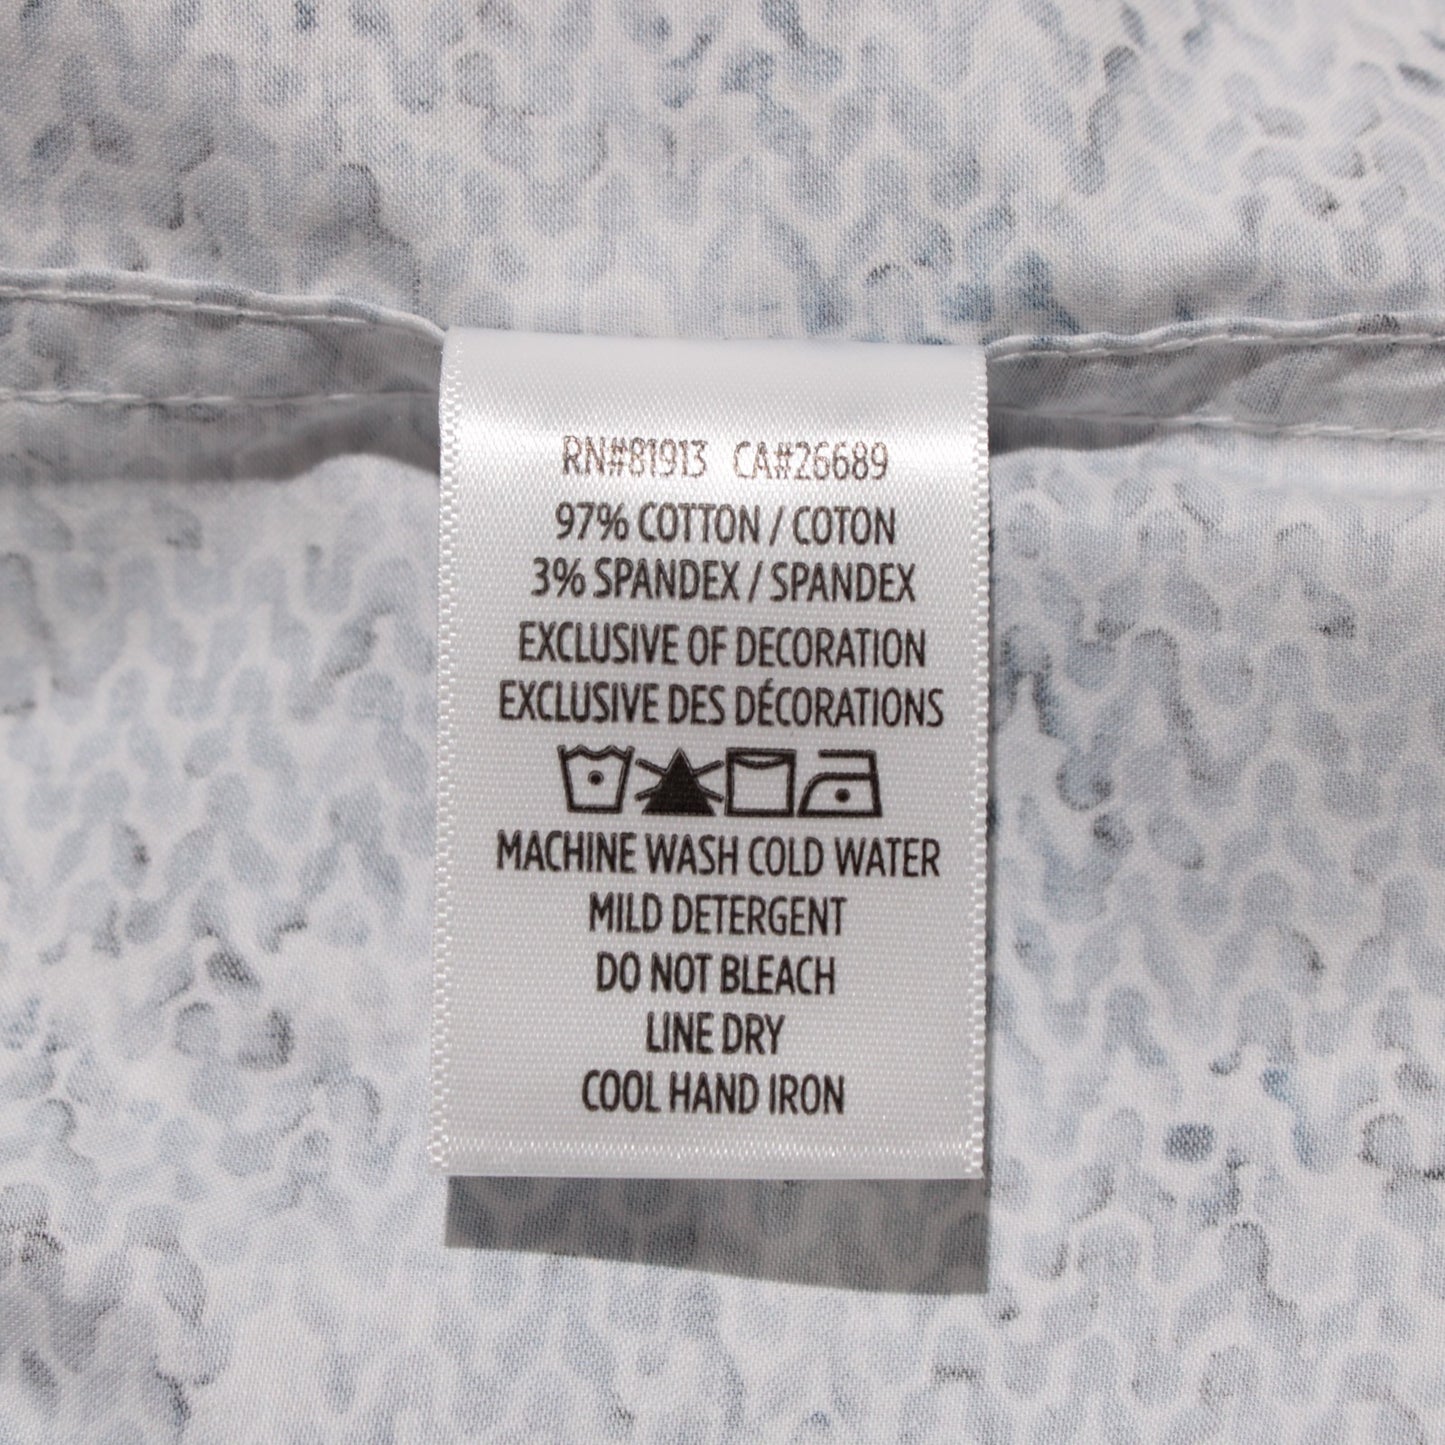 RN#81913 CA#26689
97% COTTON / COTON
3% SPANDEX / SPANDEX
EXCLUSIVE OF DECORATION
EXCLUSIVE DES DÉCORATIONS
MACHINE WASH COLD WATER
MILD DETERGENT
DO NOT BLEACH
LINE DRY
COOL HAND IRON